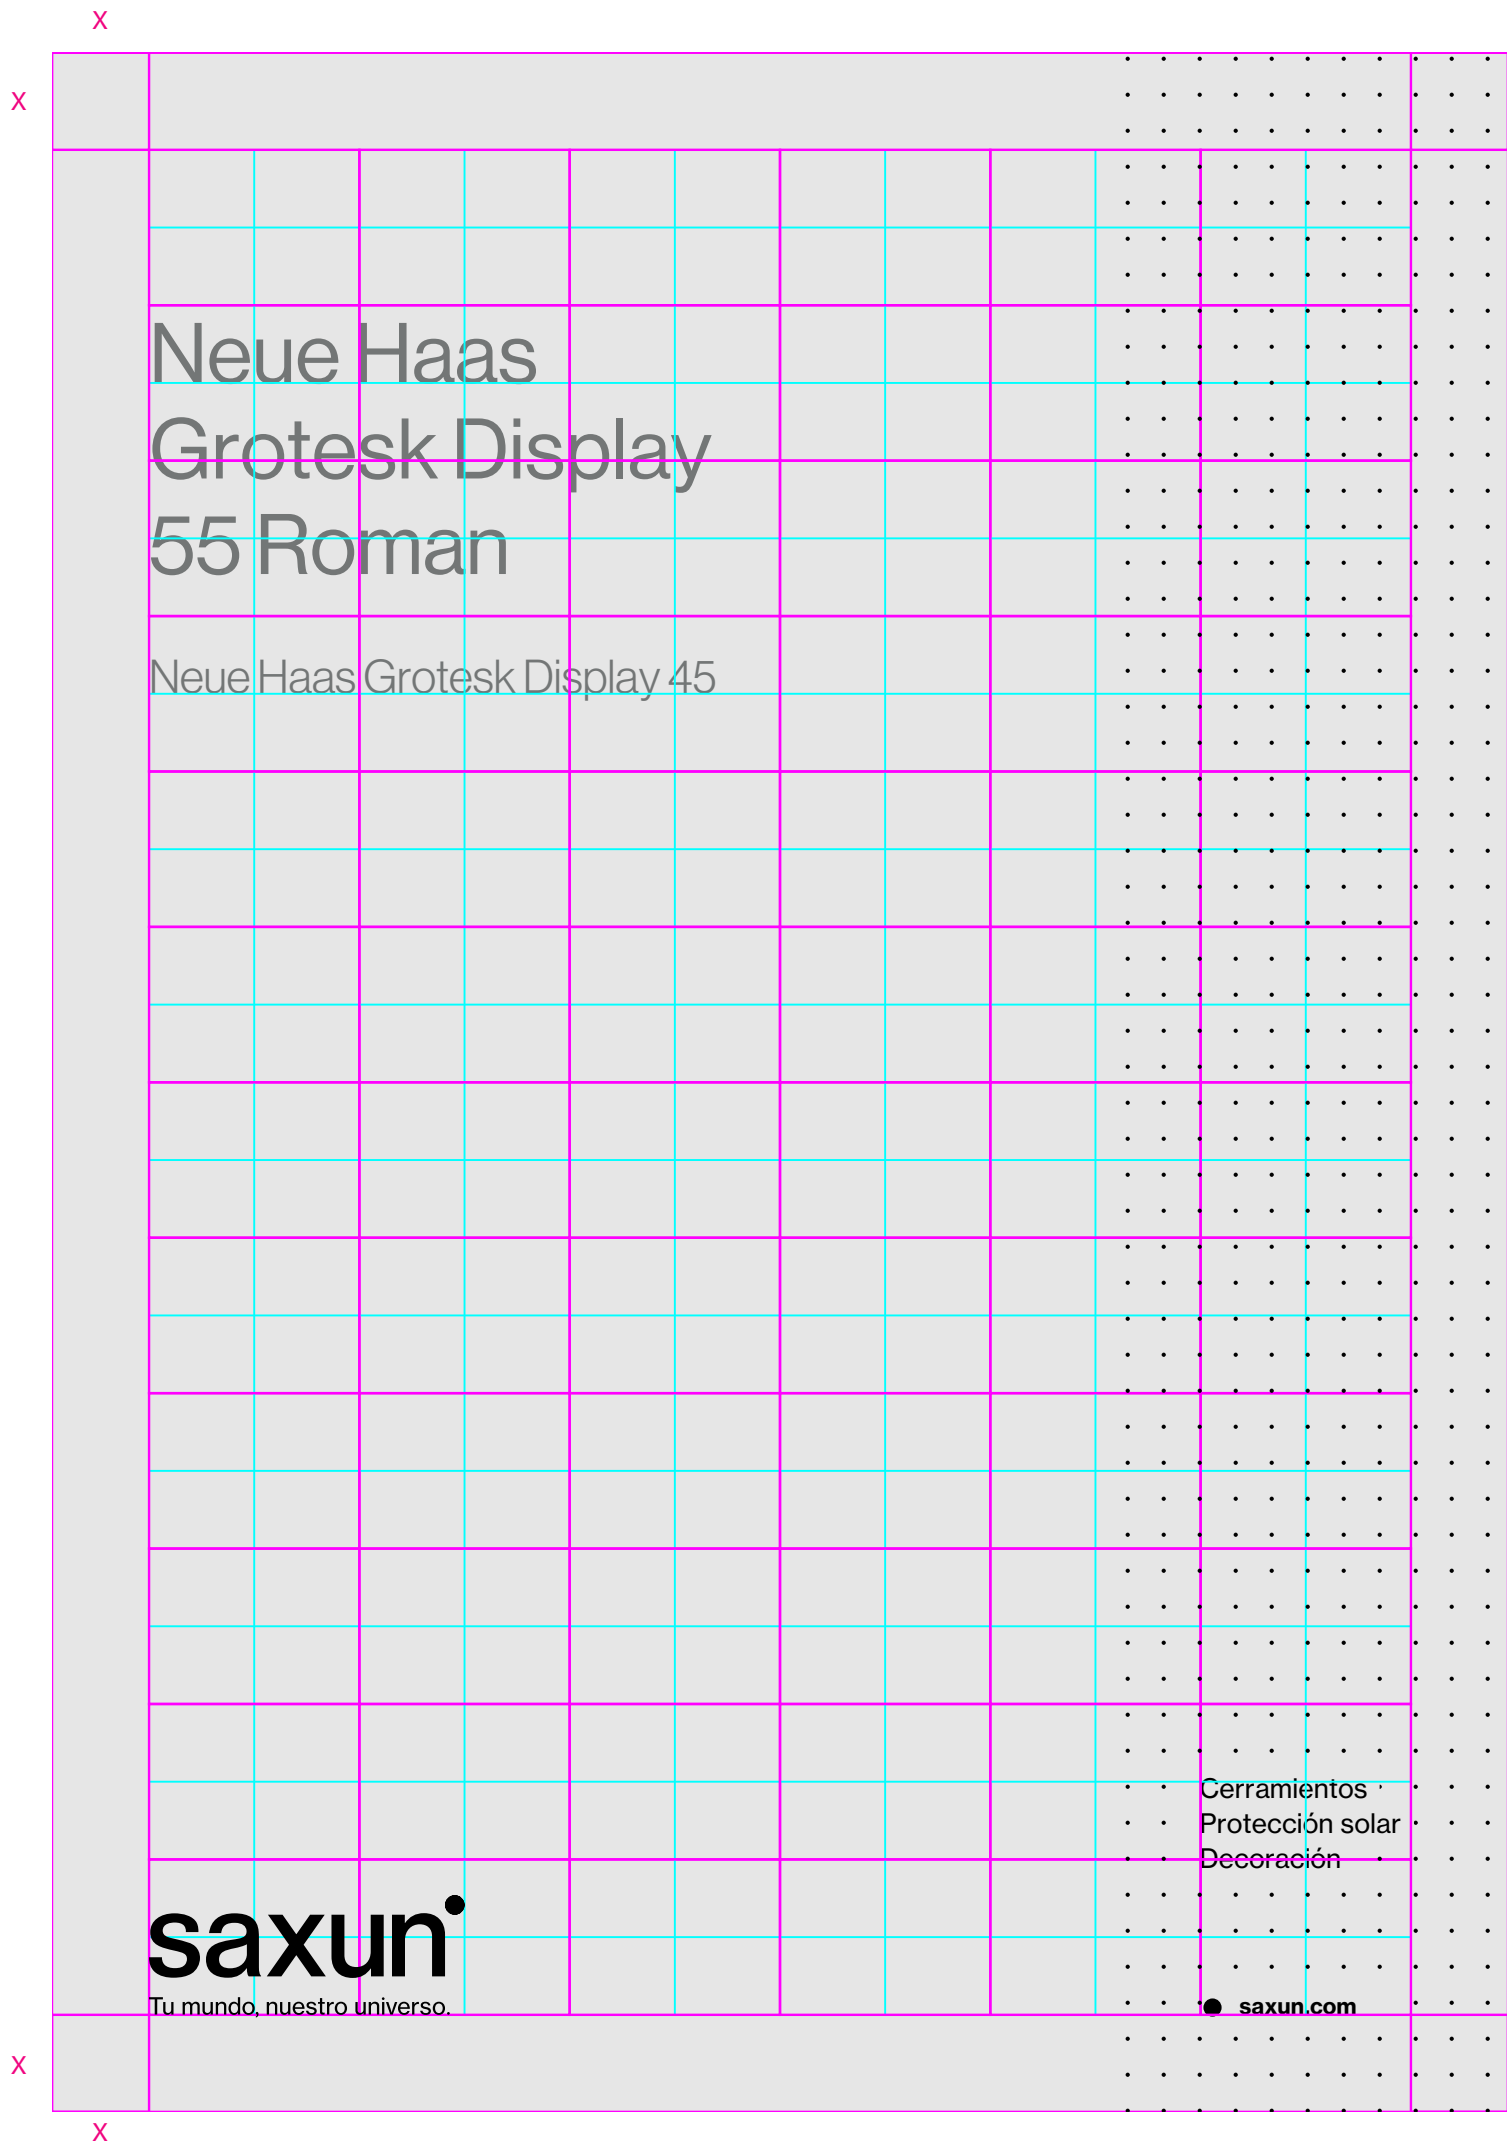 X
X
Neue Haas
Grotesk Display
55 Roman
Neue Haas Grotesk Display 45
Cerramientos
Protección solar
Decoración
saxun
Tu mundo, nuestro universo.
saxun.com
X
X